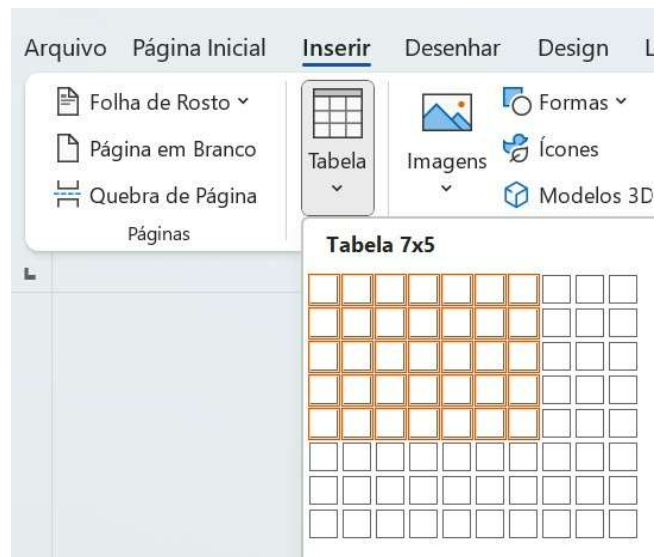 Arquivo Página Inicial Inserir Desenhar Design L
Folha de Rosto
Página em Branco
Quebra de Página
Páginas
Tabela
Imagens
Formas
Ícones
Modelos 3D
Tabela 7x5